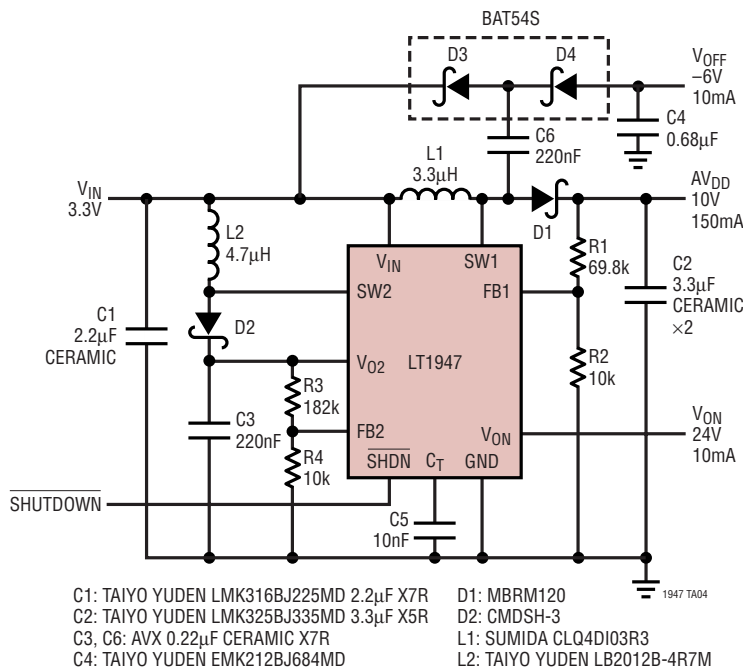 BAT54S
D3
D4
VOFF
–6V
10mA
C4
0.68µF
C6
220nF
L1
3.3µH
VIN
3.3V
AVDD
10V
150mA
D1
L2
4.7µH
VIN
SW1
R1
69.8k
C2
3.3µF
CERAMIC
×2
SW2
FB1
C1
2.2µF
CERAMIC
D2
VO2
LT1947
R2
10k
R3
182k
C3
220nF
FB2
VON
VON
24V
10mA
R4
10k
SHDN
CT
GND
SHUTDOWN
C5
10nF
1947 TA04
C1: TAIYO YUDEN LMK316BJ225MD 2.2µF X7R
C2: TAIYO YUDEN LMK325BJ335MD 3.3µF X5R
C3, C6: AVX 0.22µF CERAMIC X7R
C4: TAIYO YUDEN EMK212BJ684MD
D1: MBRM120
D2: CMDSH-3
L1: SUMIDA CLQ4DI03R3
L2: TAIYO YUDEN LB2012B-4R7M